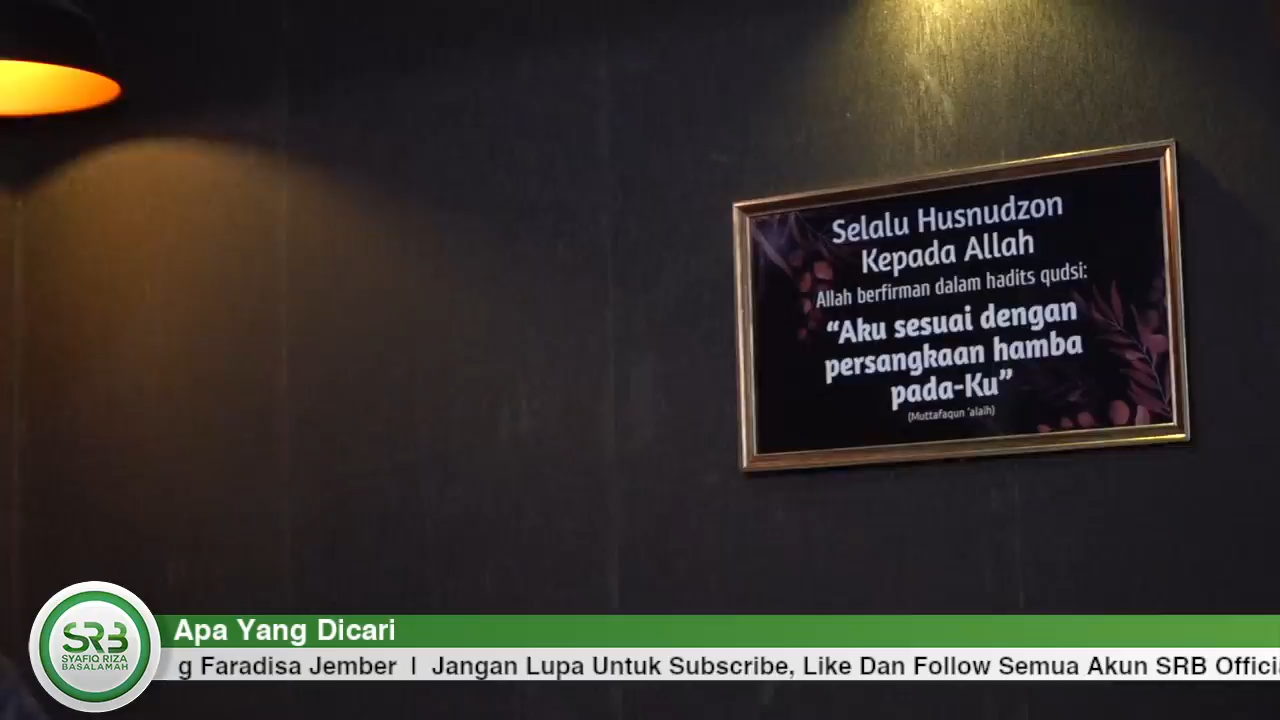 Selalu Husnudzon
Kepada Allah
Allah berfirman dalam hadits qudsi:
“Aku sesuai dengan
persangkaan hamba
pada-Ku”
(Muttafaqun ‘alaih)
SRB
SYAFIQ RIZA
BASALAMAH
Apa Yang Dicari
g Faradisa Jember | Jangan Lupa Untuk Subscribe, Like Dan Follow Semua Akun SRB Offici